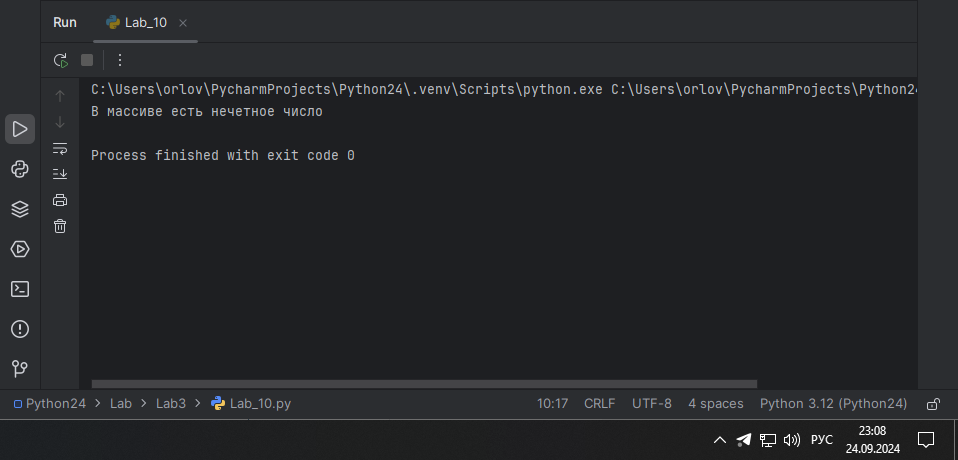 Run Lab_10
C:\Users\orlov\PycharmProjects\Python24\.venv\Scripts\python.exe C:\Users\orlov\PycharmProjects\Python24
В массиве есть нечетное число
Process finished with exit code 0
Python24 > Lab > Lab3 > Lab_10.py 10:17 CRLF UTF-8 4 spaces Python 3.12 (Python24)
23:08
РУС
24.09.2024